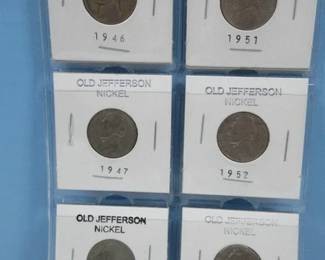 1946
1951
OLD JEFFERSON
NICKEL
OLD JEFFERSON
NICKEL
1947
1952
OLD JEFFERSON
NICKEL
OLD JEFFERSON
NICKEL